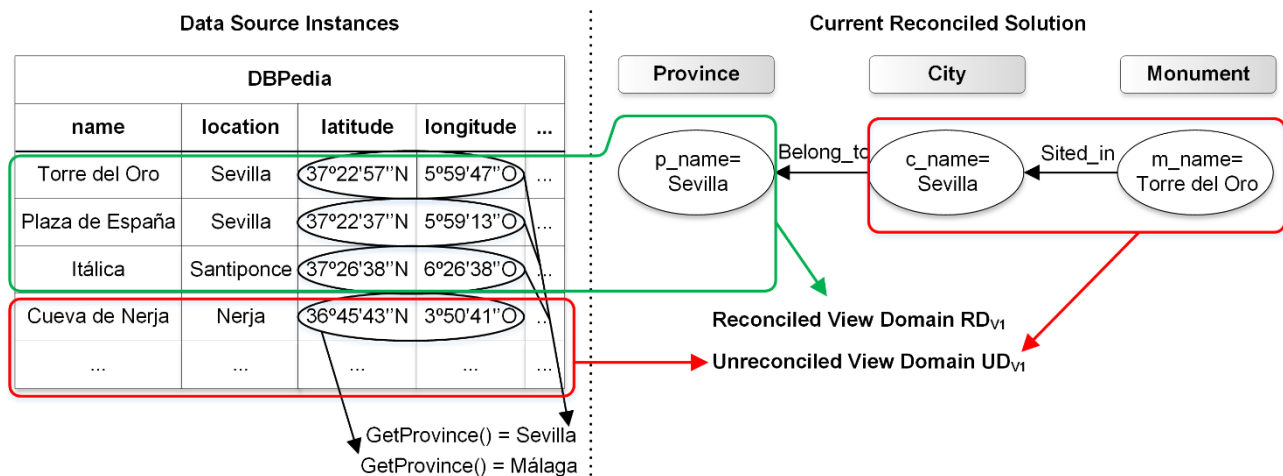 Data Source Instances
Current Reconciled Solution
DBPedia
name location latitude longitude ...
Torre del Oro Sevilla 37º22'57''N 5º59'47''O ...
Plaza de España Sevilla 37º22'37''N 5º59'13''O ...
Itálica Santiponce 37º26'38''N 6º26'38''O ...
Cueva de Nerja Nerja 36º45'43''N 3º50'41''O ...
... ... ... ... ...
GetProvince() = Sevilla
GetProvince() = Málaga
Province City Monument
p_name=
Sevilla
Belong_to
c_name=
Sevilla
Sited_in
m_name=
Torre del Oro
Reconciled View Domain RDV1
Unreconciled View Domain UDV1